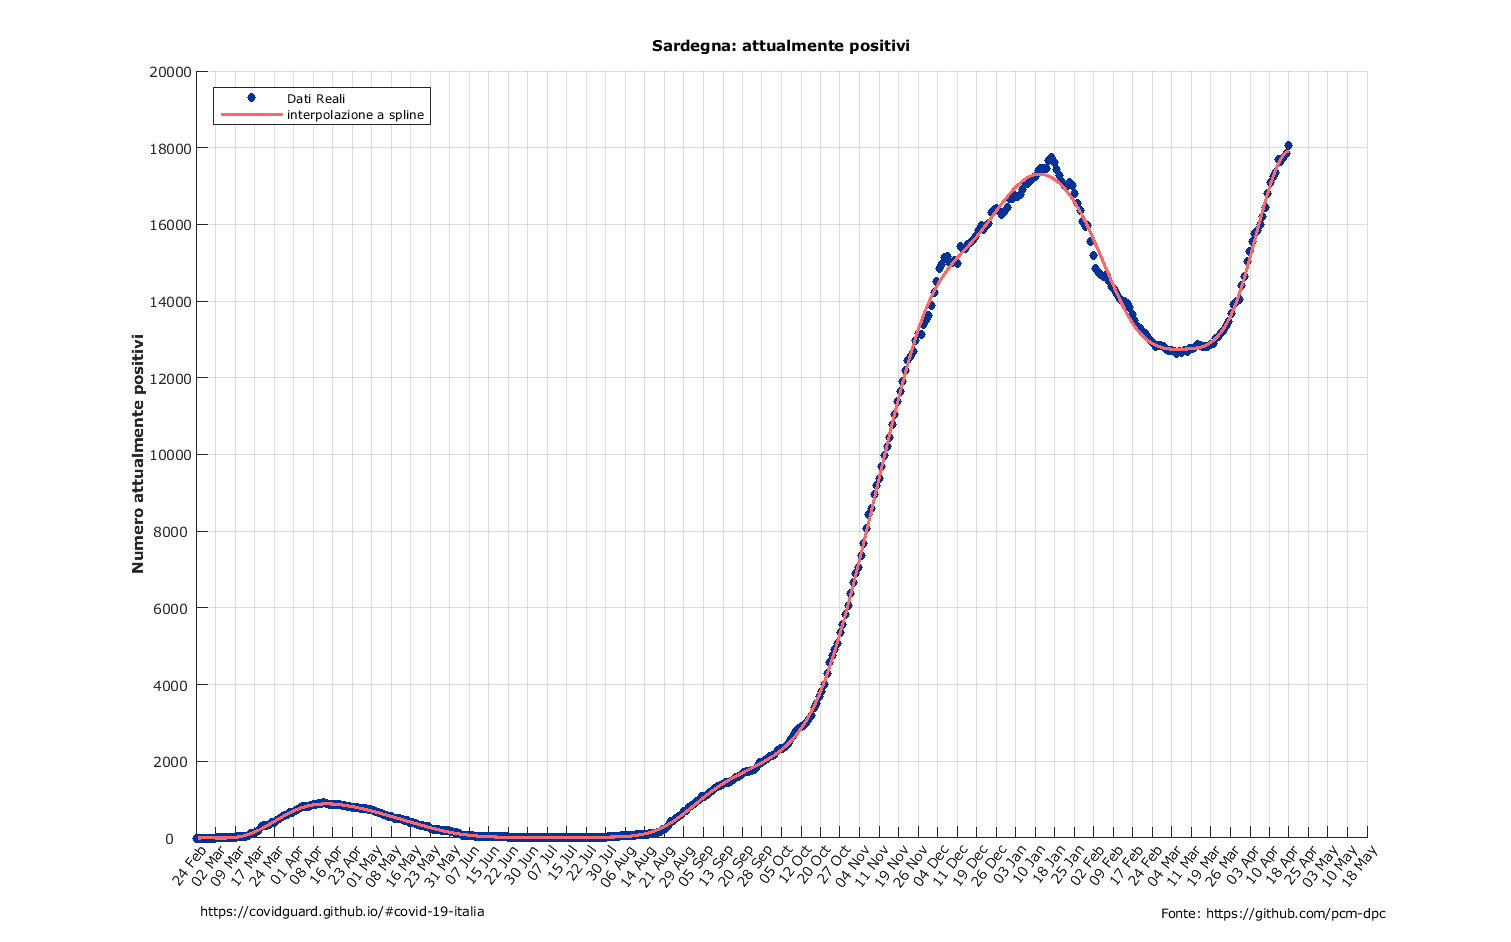 Sardegna: attualmente positivi
Dati Reali
interpolazione a spline
Numero attualmente positivi
20000
18000
16000
14000
12000
10000
8000
6000
4000
2000
0
24 Feb
02 Mar
09 Mar
17 Mar
24 Mar
01 Apr
08 Apr
16 Apr
23 Apr
01 May
08 May
16 May
23 May
31 May
07 Jun
15 Jun
22 Jun
30 Jun
07 Jul
15 Jul
22 Jul
30 Jul
06 Aug
14 Aug
21 Aug
29 Aug
05 Sep
13 Sep
20 Sep
28 Sep
05 Oct
12 Oct
20 Oct
27 Oct
04 Nov
11 Nov
19 Nov
26 Nov
04 Dec
11 Dec
19 Dec
26 Dec
03 Jan
10 Jan
18 Jan
25 Jan
02 Feb
09 Feb
17 Feb
24 Feb
04 Mar
11 Mar
19 Mar
26 Mar
03 Apr
10 Apr
18 Apr
25 Apr
03 May
10 May
18 May
https://covidguard.github.io/#covid-19-italia
Fonte: https://github.com/pcm-dpc